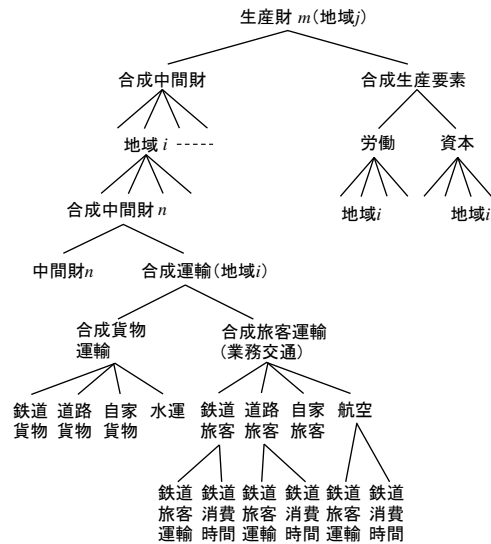 生産財 m(地域j)
合成中間財 合成生産要素
地域 i ----- 労働 資本
合成中間財 n 地域i 地域i
中間財n 合成運輸(地域i)
合成貨物 合成旅客運輸
運輸 (業務交通)
鉄道 道路 自家 水運 鉄道 道路 自家 航空
貨物 貨物 貨物 旅客 旅客 旅客
鉄道 鉄道 鉄道 鉄道 鉄道 鉄道
旅客 消費 旅客 消費 旅客 消費
運輸 時間 運輸 時間 運輸 時間